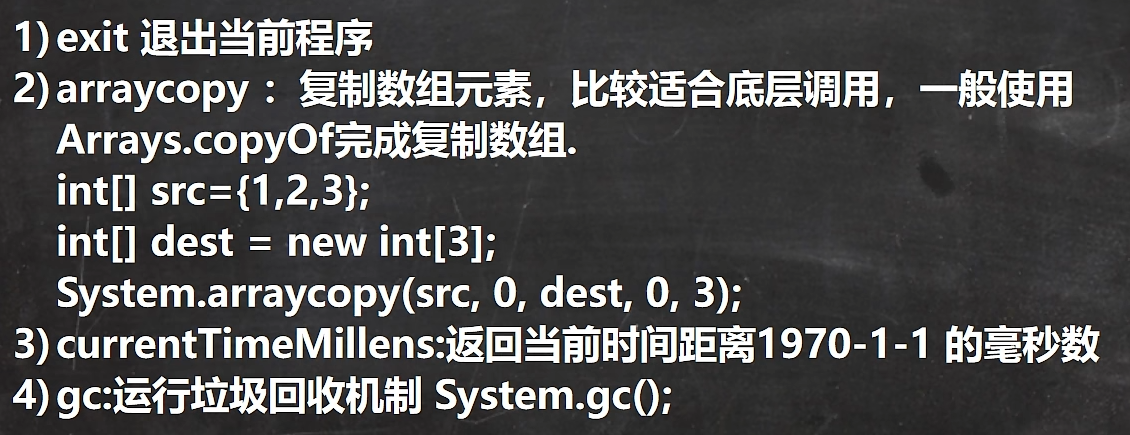 1) exit 退出当前程序
2) arraycopy ：复制数组元素，比较适合底层调用，一般使用
Arrays.copyOf完成复制数组.
int[] src={1,2,3};
int[] dest = new int[3];
System.arraycopy(src, 0, dest, 0, 3);
3) currentTimeMillens:返回当前时间距离1970-1-1 的毫秒数
4) gc:运行垃圾回收机制 System.gc();